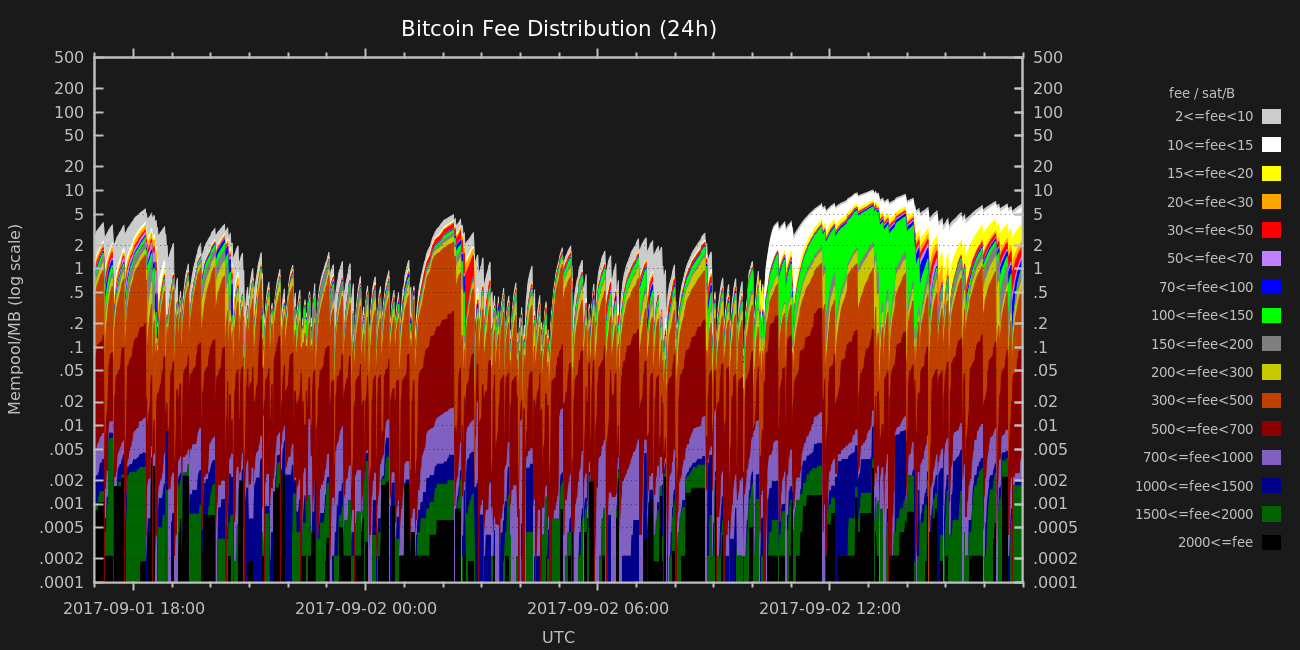 Bitcoin Fee Distribution (24h)
500
200
100
50
20
10
5
2
1
.5
.2
.1
.05
.02
.01
.005
.002
.001
.0005
.0002
.0001
Mempool/MB (log scale)
500
200
100
50
20
10
5
2
1
.5
.2
.1
.05
.02
.01
.005
.002
.001
.0005
.0002
.0001
fee / sat/B
2<=fee<10
10<=fee<15
15<=fee<20
20<=fee<30
30<=fee<50
50<=fee<70
70<=fee<100
100<=fee<150
150<=fee<200
200<=fee<300
300<=fee<500
500<=fee<700
700<=fee<1000
1000<=fee<1500
1500<=fee<2000
2000<=fee
2017-09-01 18:00
2017-09-02 00:00
2017-09-02 06:00
2017-09-02 12:00
UTC